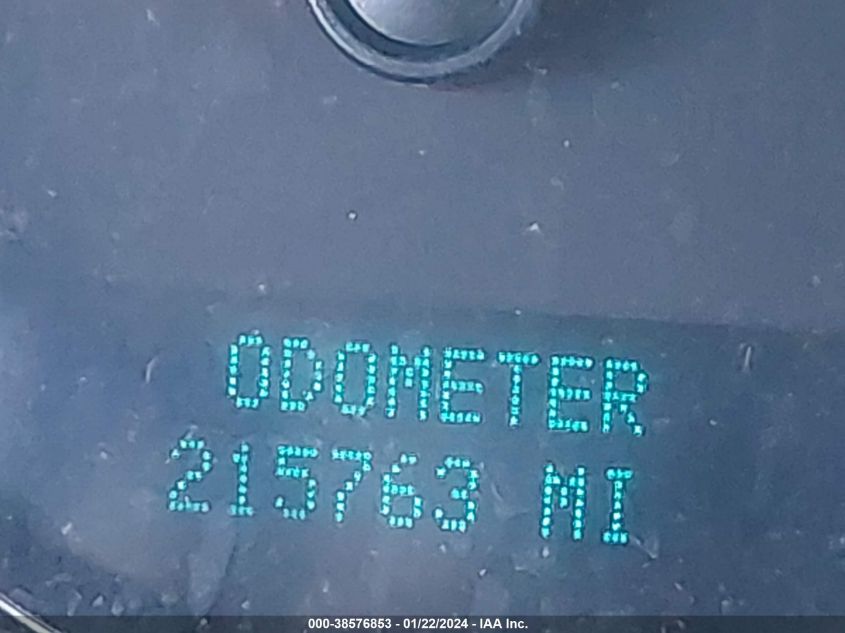 ODOMETER
215763 MI
000-38576853 - 01/22/2024 - IAA Inc.